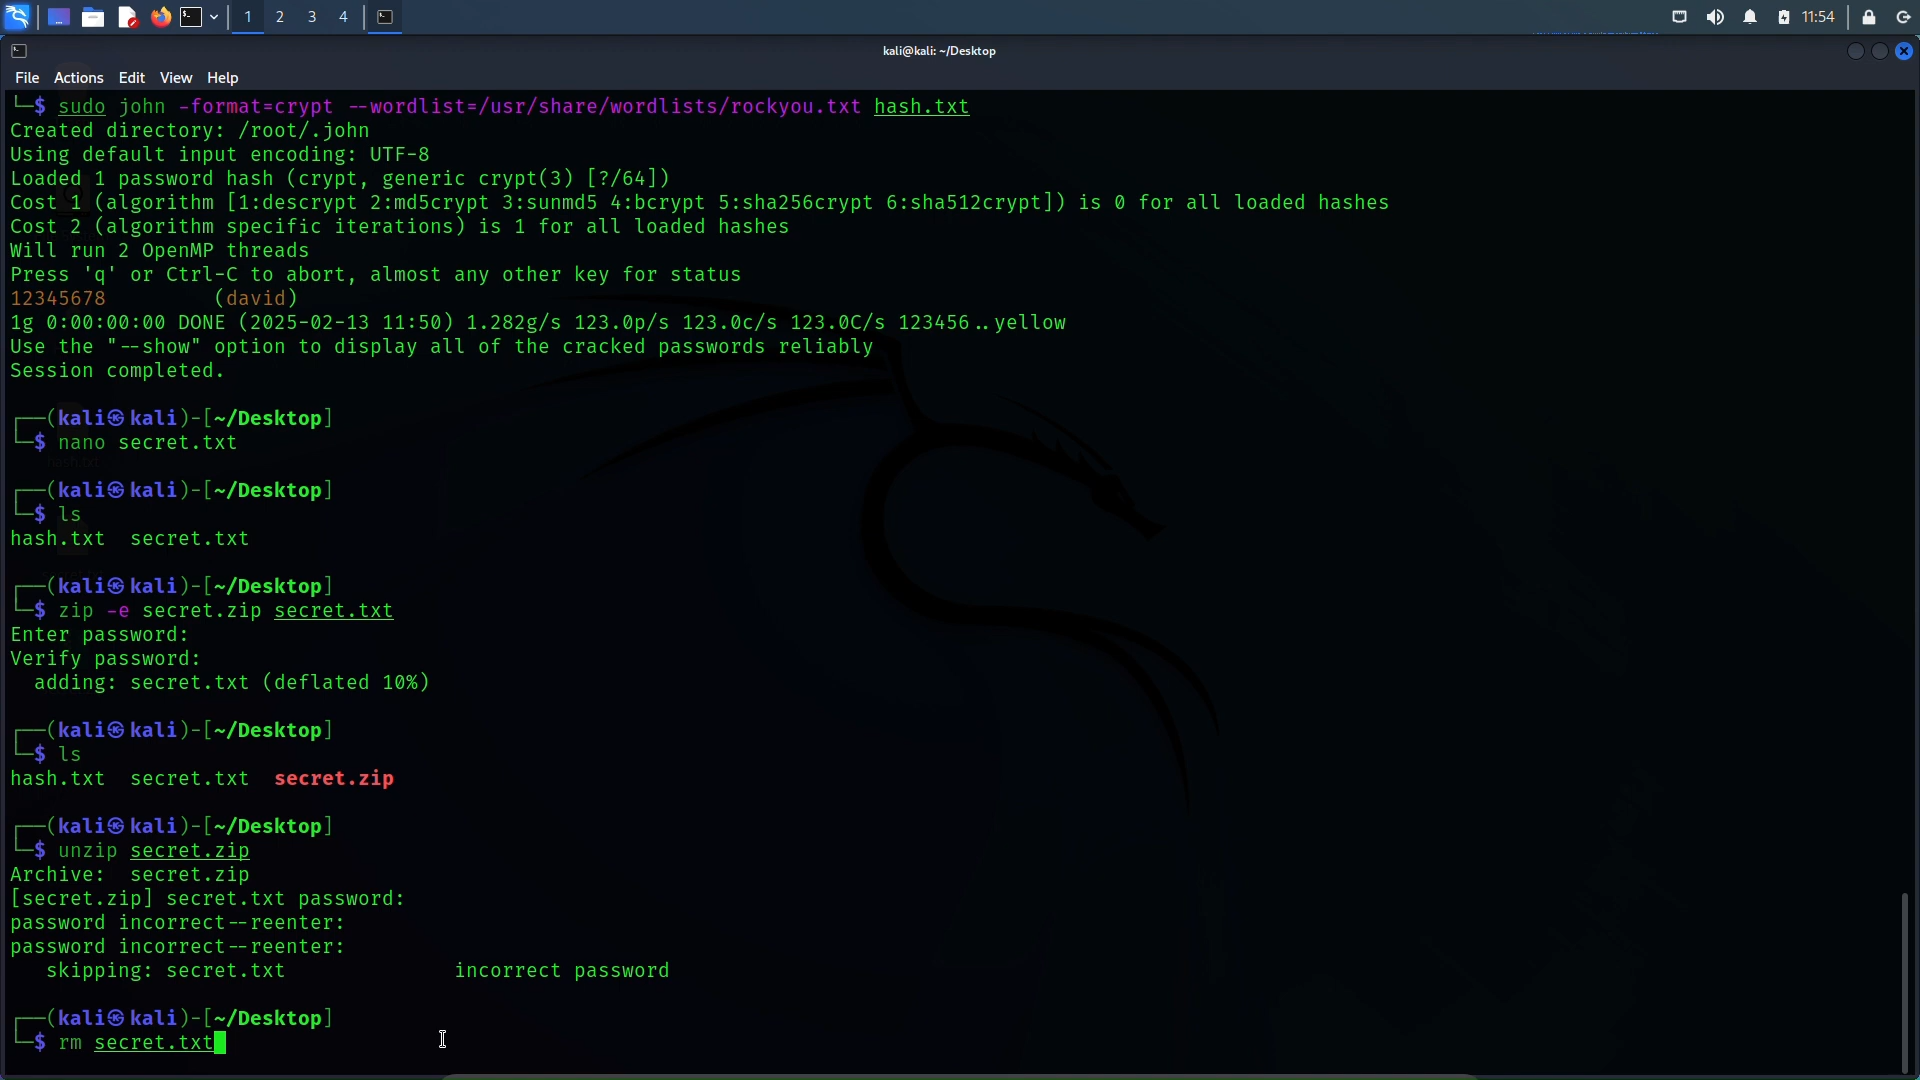 1 2 3 4 11:54
kali@kali: ~/Desktop
File Actions Edit View Help
└─$ sudo john -format=crypt --wordlist=/usr/share/wordlists/rockyou.txt hash.txt
Created directory: /root/.john
Using default input encoding: UTF-8
Loaded 1 password hash (crypt, generic crypt(3) [?/64])
Cost 1 (algorithm [1:descrypt 2:md5crypt 3:sunmd5 4:bcrypt 5:sha256crypt 6:sha512crypt]) is 0 for all loaded hashes
Cost 2 (algorithm specific iterations) is 1 for all loaded hashes
Will run 2 OpenMP threads
Press 'q' or Ctrl-C to abort, almost any other key for status
12345678         (david)
1g 0:00:00:00 DONE (2025-02-13 11:50) 1.282g/s 123.0p/s 123.0c/s 123.0C/s 123456..yellow
Use the "--show" option to display all of the cracked passwords reliably
Session completed.
┌──(kali㉿kali)-[~/Desktop]
└─$ nano secret.txt
┌──(kali㉿kali)-[~/Desktop]
└─$ ls
hash.txt  secret.txt
┌──(kali㉿kali)-[~/Desktop]
└─$ zip -e secret.zip secret.txt
Enter password:
Verify password:
  adding: secret.txt (deflated 10%)
┌──(kali㉿kali)-[~/Desktop]
└─$ ls
hash.txt  secret.txt  secret.zip
┌──(kali㉿kali)-[~/Desktop]
└─$ unzip secret.zip
Archive:  secret.zip
[secret.zip] secret.txt password:
password incorrect--reenter:
password incorrect--reenter:
   skipping: secret.txt              incorrect password
┌──(kali㉿kali)-[~/Desktop]
└─$ rm secret.txt